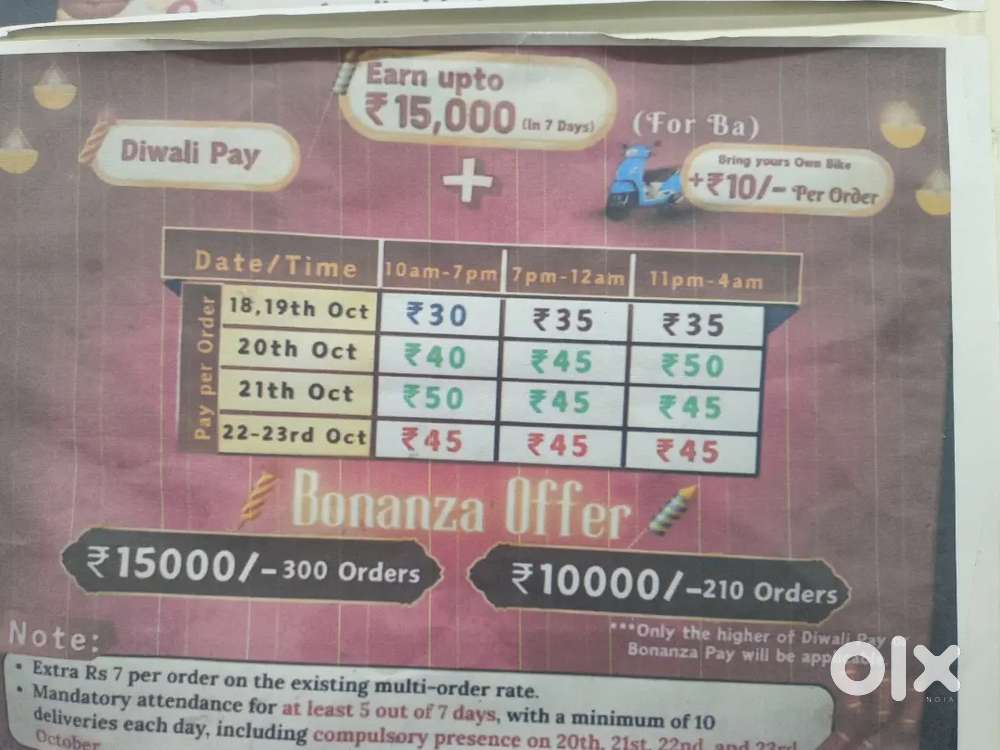 Earn upto
₹15,000 (In 7 Days)
(For Ba)
Diwali Pay
+
Bring yours Own Bike
+₹10/- Per Order
Date/Time 10am-7pm 7pm-12am 11pm-4am
Pay per Order
18,19th Oct ₹30 ₹35 ₹35
20th Oct ₹40 ₹45 ₹50
21th Oct ₹50 ₹45 ₹45
22-23rd Oct ₹45 ₹45 ₹45
Bonanza Offer
₹15000/-300 Orders
₹10000/-210 Orders
***Only the higher of Diwali Pay
Bonanza Pay will be
Note:
• Extra Rs 7 per order on the existing multi-order rate.
• Mandatory attendance for at least 5 out of 7 days, with a minimum of 10
deliveries each day, including compulsory presence on 20th, 21st, 22nd, and 23rd
October
olx
INDIA